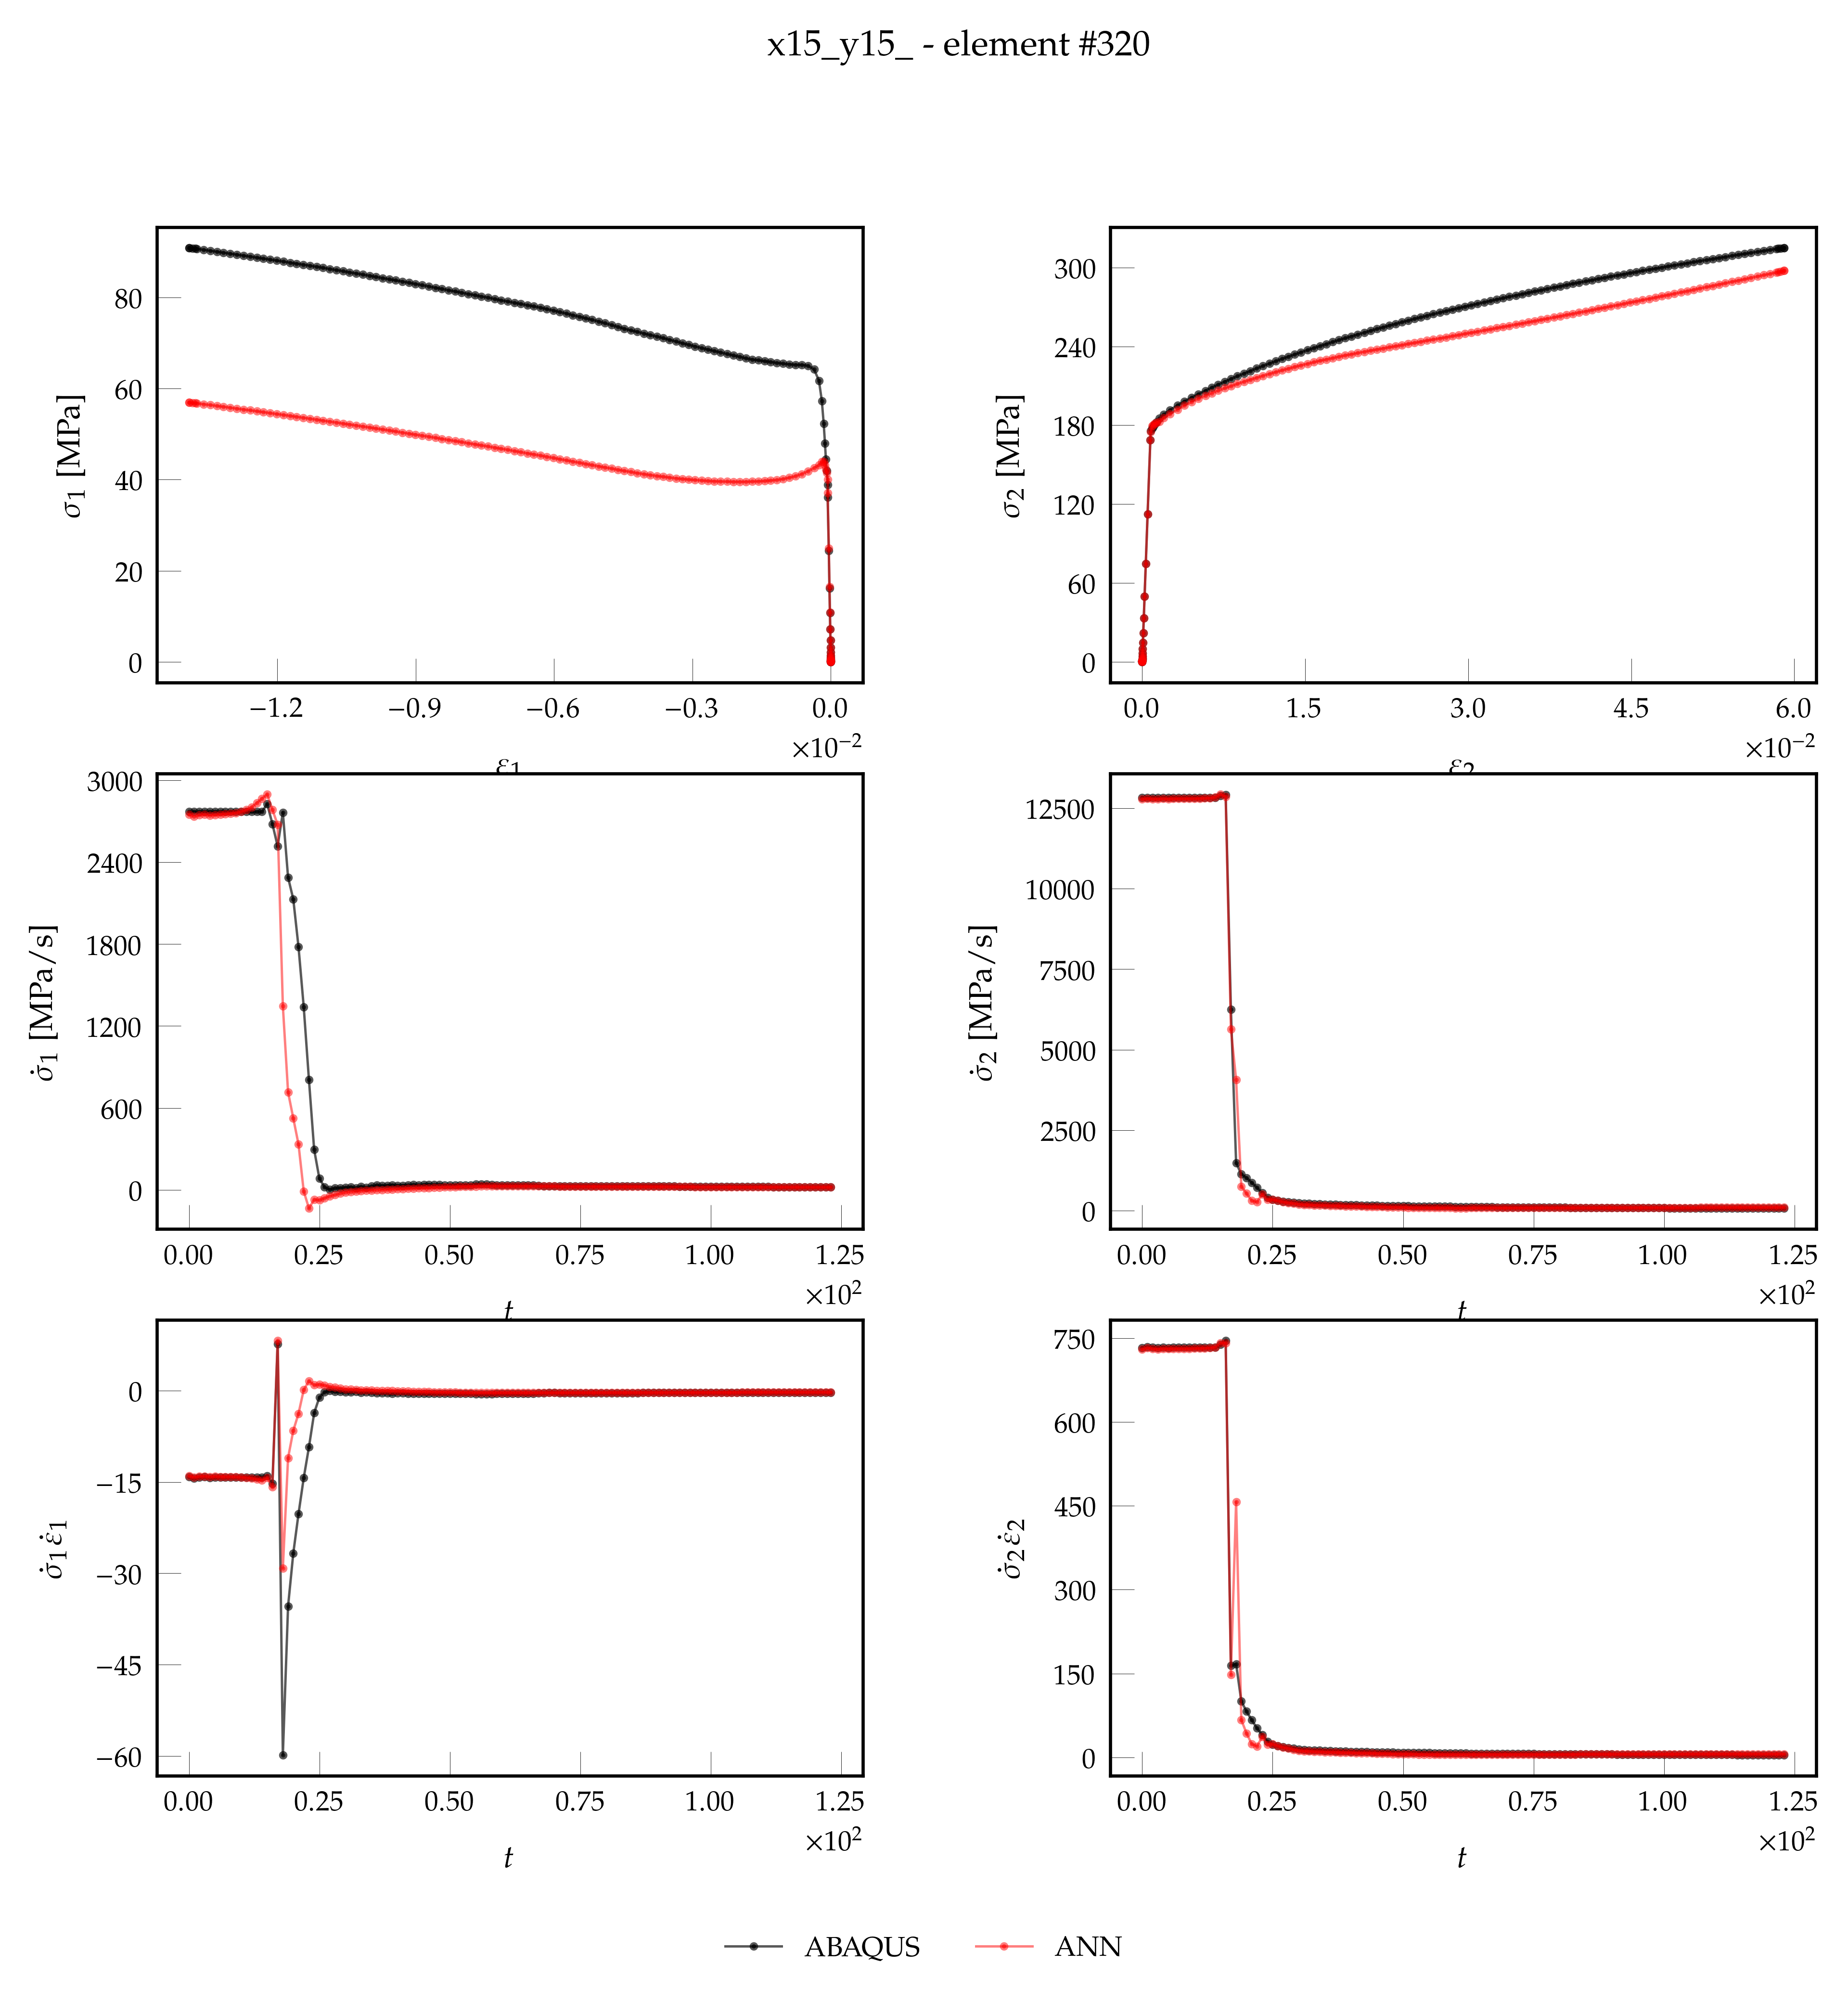 x15_y15_ - element #320
σ₁ [MPa]
80
60
40
20
0
−1.2 −0.9 −0.6 −0.3 0.0
×10⁻²
ε₁
σ₂ [MPa]
300
240
180
120
60
0
0.0 1.5 3.0 4.5 6.0
×10⁻²
ε₂
σ̇₁ [MPa/s]
3000
2400
1800
1200
600
0
0.00 0.25 0.50 0.75 1.00 1.25
×10²
t
σ̇₂ [MPa/s]
12500
10000
7500
5000
2500
0
0.00 0.25 0.50 0.75 1.00 1.25
×10²
t
σ̇₁ε̇₁
0
−15
−30
−45
−60
0.00 0.25 0.50 0.75 1.00 1.25
×10²
t
σ̇₂ε̇₂
750
600
450
300
150
0
0.00 0.25 0.50 0.75 1.00 1.25
×10²
t
ABAQUS ANN